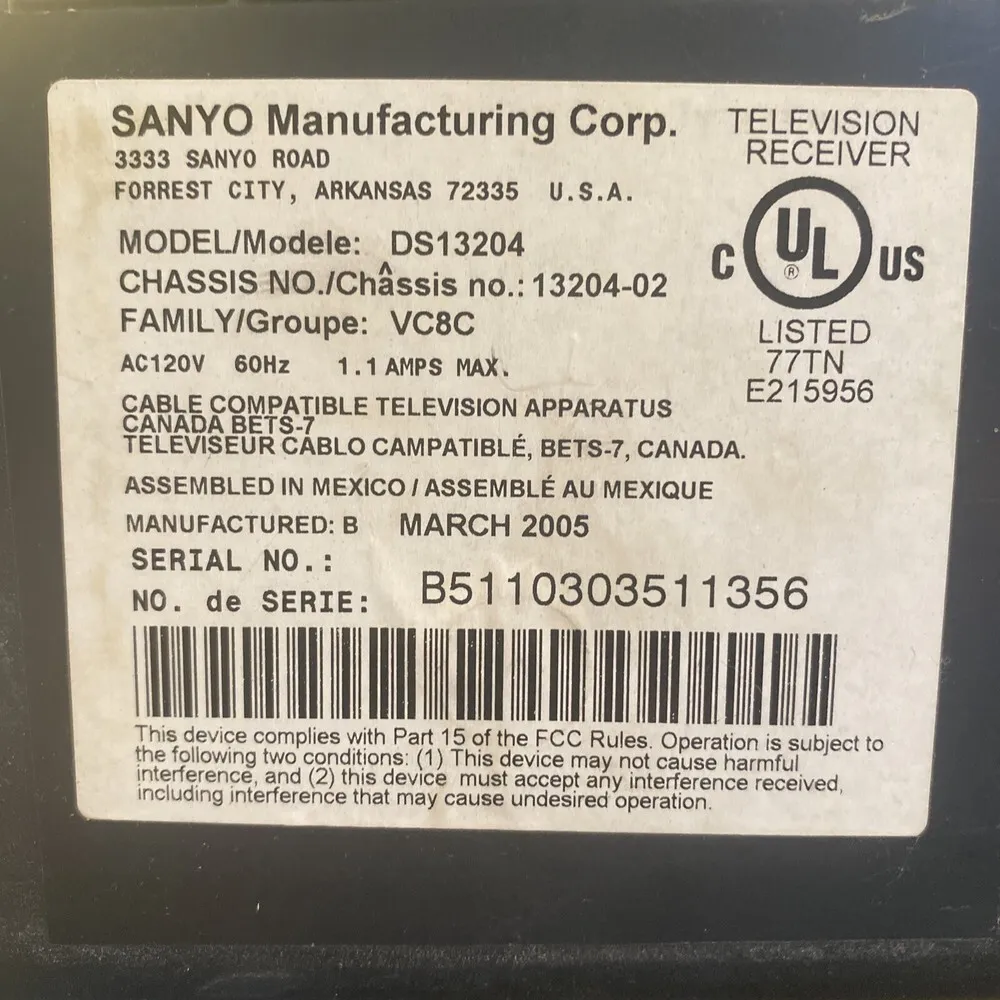 SANYO Manufacturing Corp.
3333 SANYO ROAD
FORREST CITY, ARKANSAS 72335 U.S.A.
TELEVISION
RECEIVER
C UL® US
LISTED
77TN
E215956
MODEL/Modele: DS13204
CHASSIS NO./Châssis no.: 13204-02
FAMILY/Groupe: VC8C
AC120V 60Hz 1.1 AMPS MAX.
CABLE COMPATIBLE TELEVISION APPARATUS
CANADA BETS-7
TÉLÉVISEUR CÂBLO CAMPATIBLÉ, BETS-7, CANADA.
ASSEMBLED IN MEXICO / ASSEMBLÉ AU MEXIQUE
MANUFACTURED: B MARCH 2005
SERIAL NO.:
NO. de SERIE: B5110303511356
This device complies with Part 15 of the FCC Rules. Operation is subject to
the following two conditions: (1) This device may not cause harmful
interference, and (2) this device must accept any interference received,
including interference that may cause undesired operation.